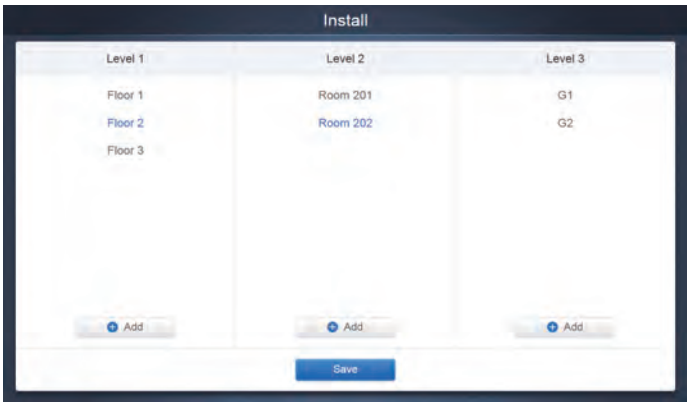 Install
Level 1 Level 2 Level 3
Floor 1 Room 201 G1
Floor 2 Room 202 G2
Floor 3
Add Add Add
Save